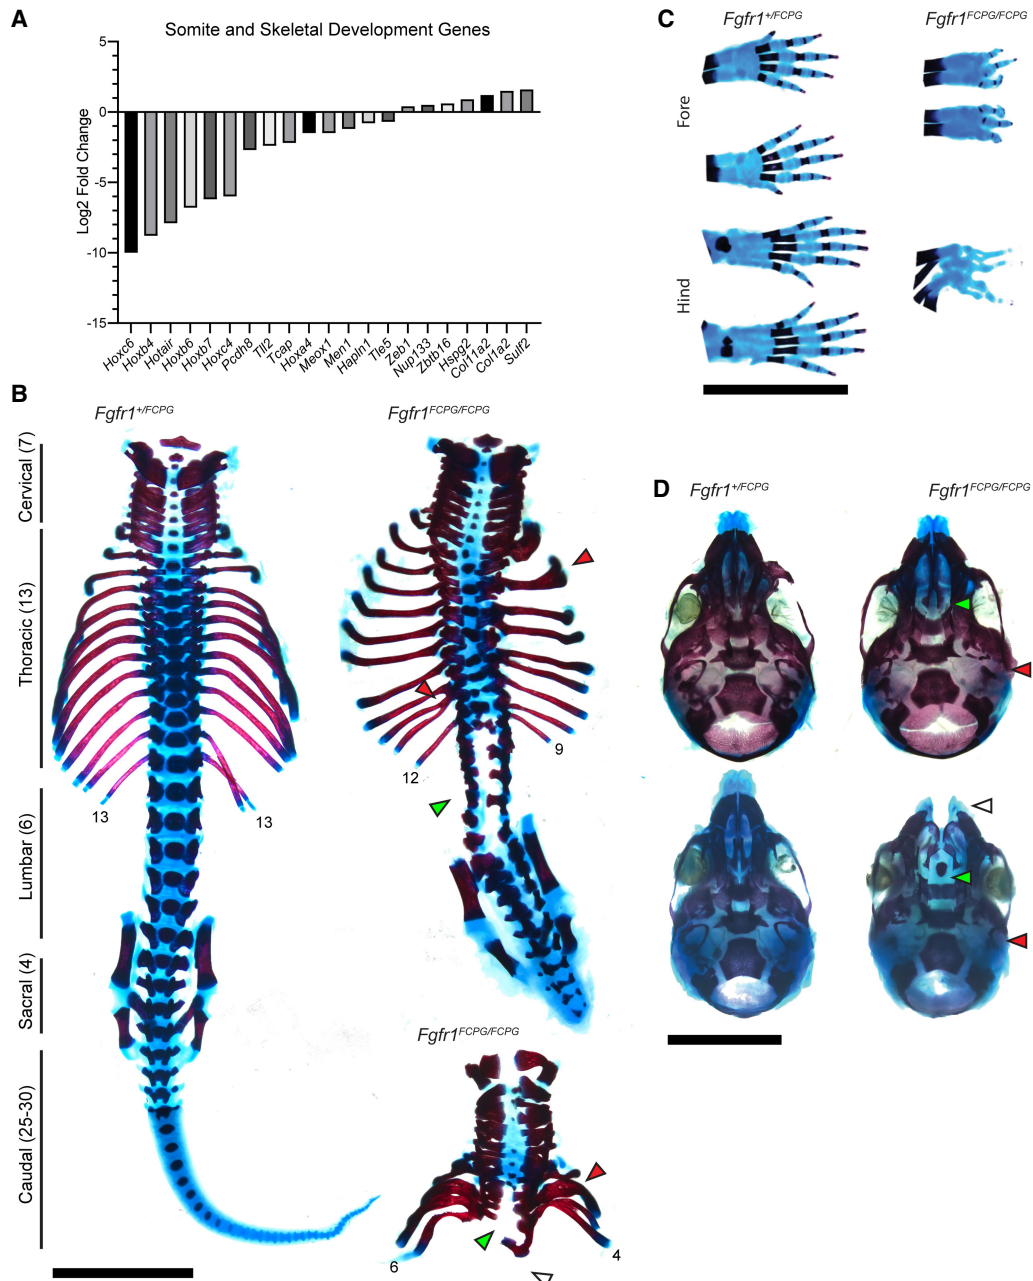 A
Somite and Skeletal Development Genes
Log2 Fold Change
5
0
-5
-10
-15
Hoxc6
Hoxb4
Hotair
Hoxb6
Hoxb7
Hoxc4
Pcdh8
Tll2
Tcap
Hoxa4
Meox1
Men1
Hapln1
Tle5
Zeb1
Nup133
Zbtb16
Hspg2
Col11a2
Col1a2
Sulf2
B
Fgfr1+/FCPG
Fgfr1FCPG/FCPG
Cervical (7)
Thoracic (13)
Lumbar (6)
Sacral (4)
Caudal (25-30)
13
13
12
9
Fgfr1FCPG/FCPG
6
4
C
Fgfr1+/FCPG
Fgfr1FCPG/FCPG
Fore
Hind
D
Fgfr1+/FCPG
Fgfr1FCPG/FCPG